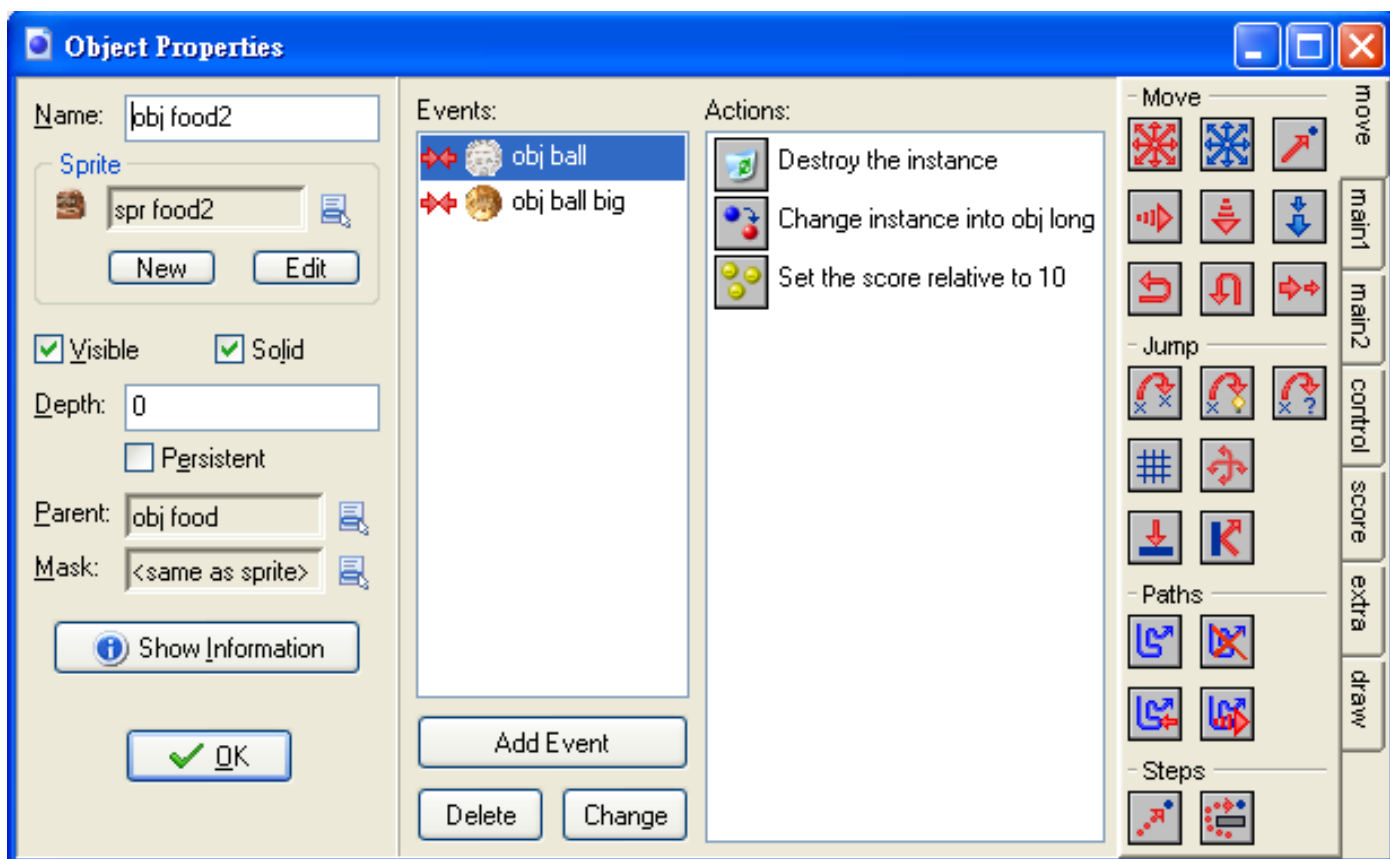 Object Properties
Name:
obj food2
Sprite
spr food2
New
Edit
Visible
Solid
Depth:
0
Persistent
Parent:
obj food
Mask:
<same as sprite>
Show Information
OK
Events:
obj ball
obj ball big
Add Event
Delete
Change
Actions:
Destroy the instance
Change instance into obj long
Set the score relative to 10
Move
Jump
Paths
Steps
move
main1
main2
control
score
extra
draw